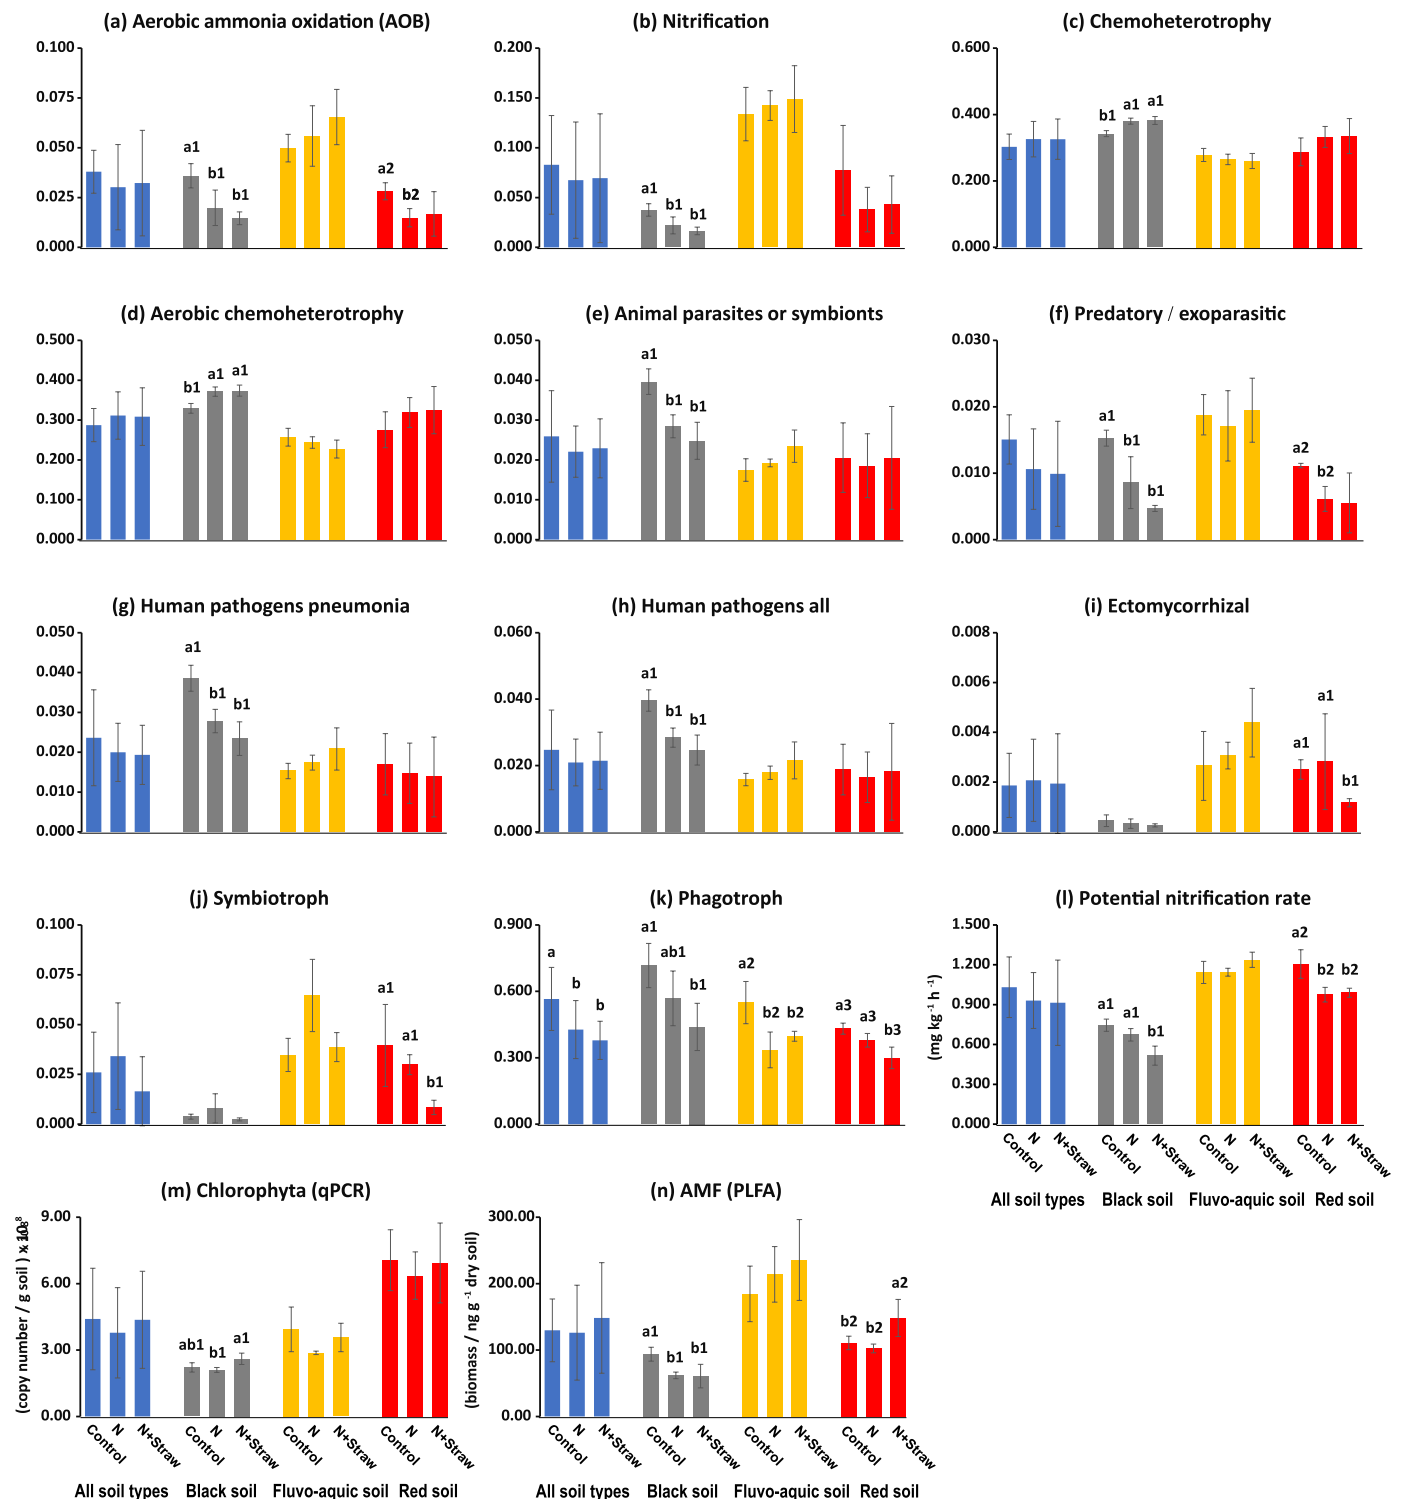 (a) Aerobic ammonia oxidation (AOB)
0.100
0.075
0.050
0.025
0.000
a1
b1
b1
a2
b2
(b) Nitrification
0.200
0.150
0.100
0.050
0.000
a1
b1
b1
(c) Chemoheterotrophy
0.600
0.400
0.200
0.000
b1
a1
a1
(d) Aerobic chemoheterotrophy
0.500
0.400
0.300
0.200
0.100
0.000
b1
a1
a1
(e) Animal parasites or symbionts
0.050
0.040
0.030
0.020
0.010
0.000
a1
b1
b1
(f) Predatory / exoparasitic
0.030
0.020
0.010
0.000
a1
b1
b1
a2
b2
(g) Human pathogens pneumonia
0.050
0.040
0.030
0.020
0.010
0.000
a1
b1
b1
(h) Human pathogens all
0.060
0.040
0.020
0.000
a1
b1
b1
(i) Ectomycorrhizal
0.008
0.006
0.004
0.002
0.000
a1
a1
b1
(j) Symbiotroph
0.100
0.075
0.050
0.025
0.000
a1
a1
b1
(k) Phagotroph
0.900
0.600
0.300
0.000
a
b
b
a1
ab1
b1
a2
b2
b2
a3
a3
b3
(l) Potential nitrification rate
(mg kg⁻¹ h⁻¹)
1.500
1.200
0.900
0.600
0.300
0.000
a1
a1
b1
a2
b2
b2
Control
N
N+Straw
Control
N
N+Straw
Control
N
N+Straw
Control
N
N+Straw
All soil types
Black soil
Fluvo-aquic soil
Red soil
(m) Chlorophyta (qPCR)
(copy number / g soil )
9.00
6.00
3.00
0.00
ab1
b1
a1
Control
N
N+Straw
Control
N
N+Straw
Control
N
N+Straw
Control
N
N+Straw
All soil types
Black soil
Fluvo-aquic soil
Red soil
(n) AMF (PLFA)
(biomass / ng g⁻¹ dry soil)
300.00
200.00
100.00
0.00
a1
b1
b1
b2
b2
a2
Control
N
N+Straw
Control
N
N+Straw
Control
N
N+Straw
Control
N
N+Straw
All soil types
Black soil
Fluvo-aquic soil
Red soil